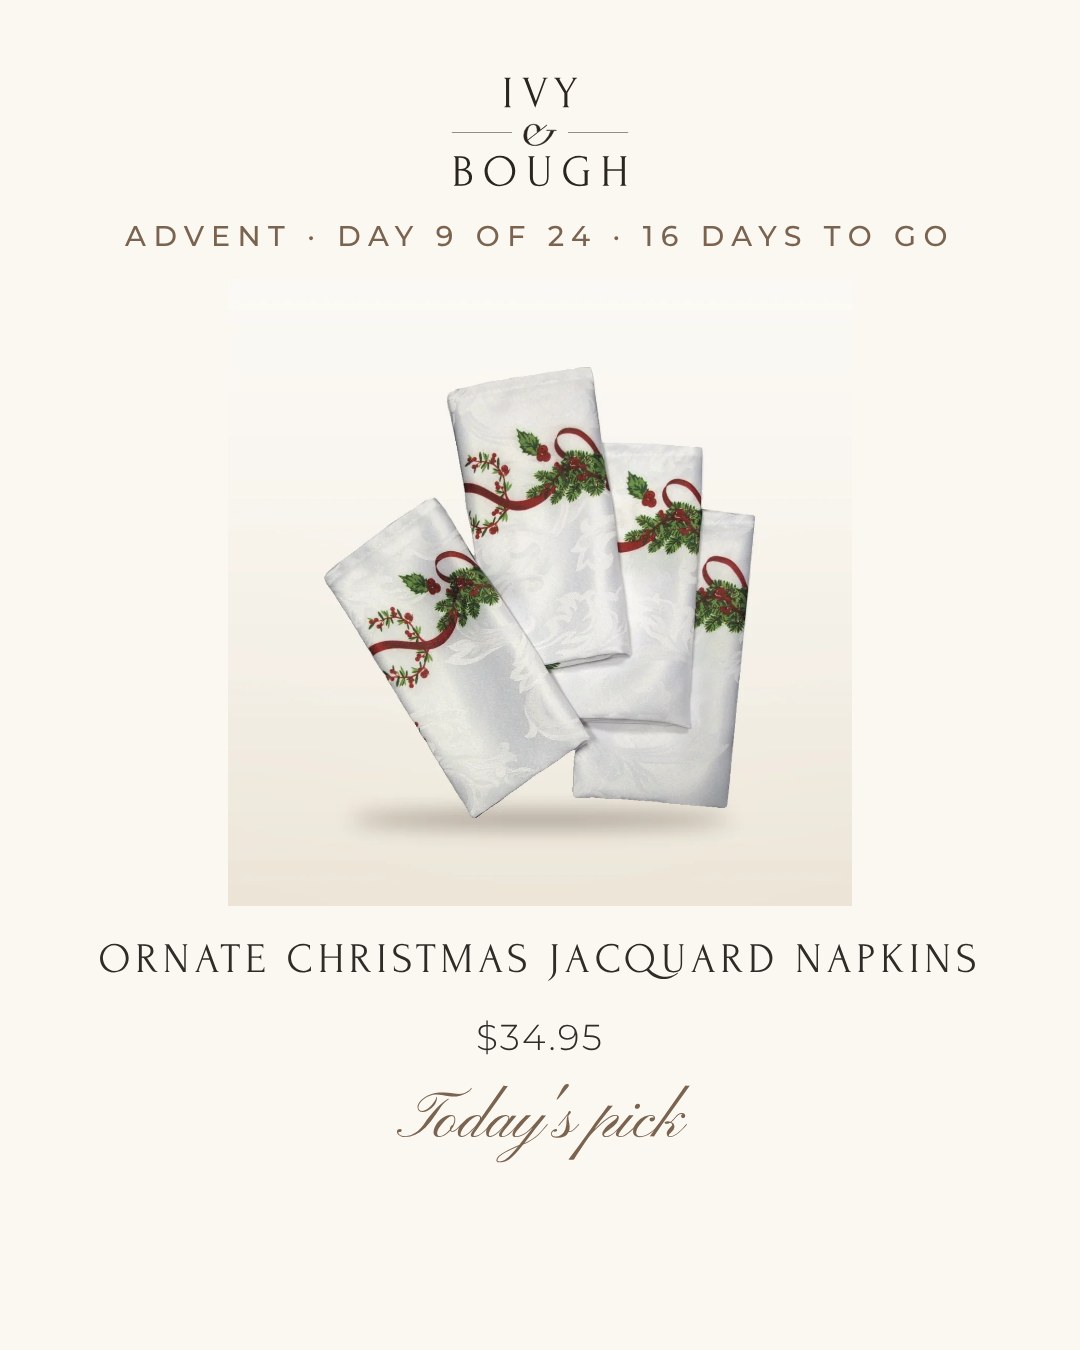 IVY
&
BOUGH
ADVENT · DAY 9 OF 24 · 16 DAYS TO GO
ORNATE CHRISTMAS JACQUARD NAPKINS
$34.95
Today's pick